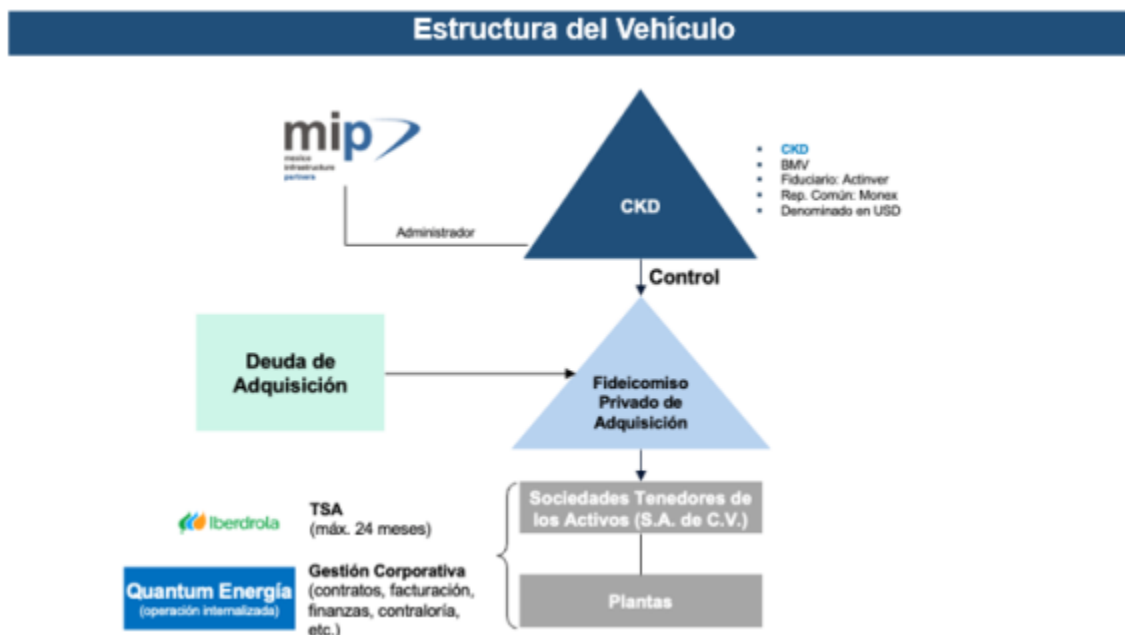 Estructura del Vehículo
mip
mexico
infrastructure
partners
Administrador
CKD
CKD
BMV
Fiduciario: Actinver
Rep. Común: Monex
Denominado en USD
Control
Deuda de
Adquisición
Fideicomiso
Privado de
Adquisición
Sociedades Tenedores de
los Activos (S.A. de C.V.)
Iberdrola
TSA
(máx. 24 meses)
Quantum Energía
(operación internalizada)
Gestión Corporativa
(contratos, facturación,
finanzas, contraloría,
etc.)
Plantas